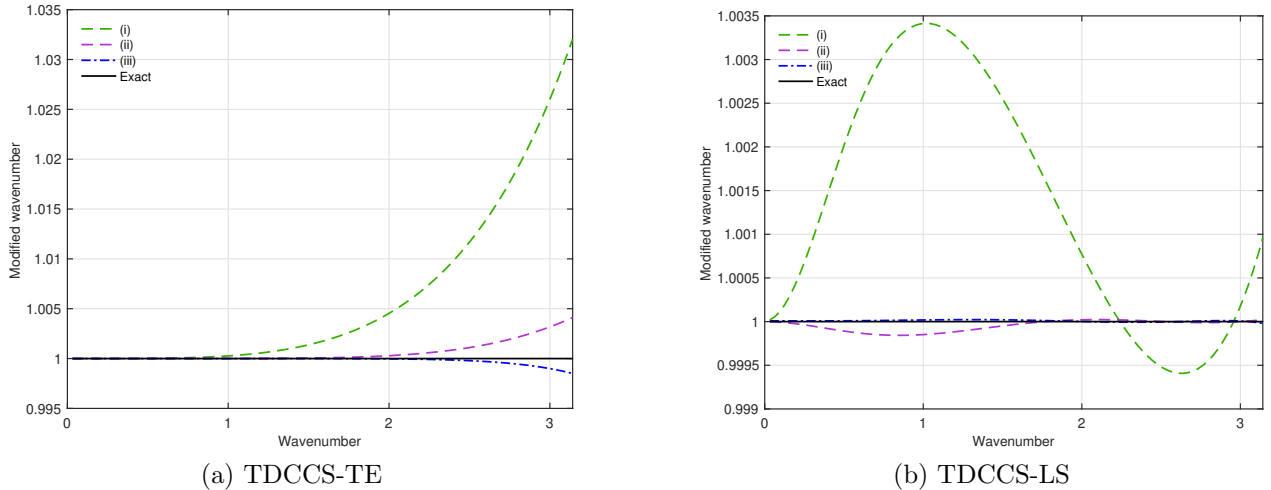 1.035
1.03
1.025
1.02
1.015
1.01
1.005
1
0.995
Modified wavenumber
(i)
(ii)
(iii)
Exact
0
1
2
3
Wavenumber
(a) TDCCS-TE
1.0035
1.003
1.0025
1.002
1.0015
1.001
1.0005
1
0.9995
0.999
Modified wavenumber
(i)
(ii)
(iii)
Exact
0
1
2
3
Wavenumber
(b) TDCCS-LS